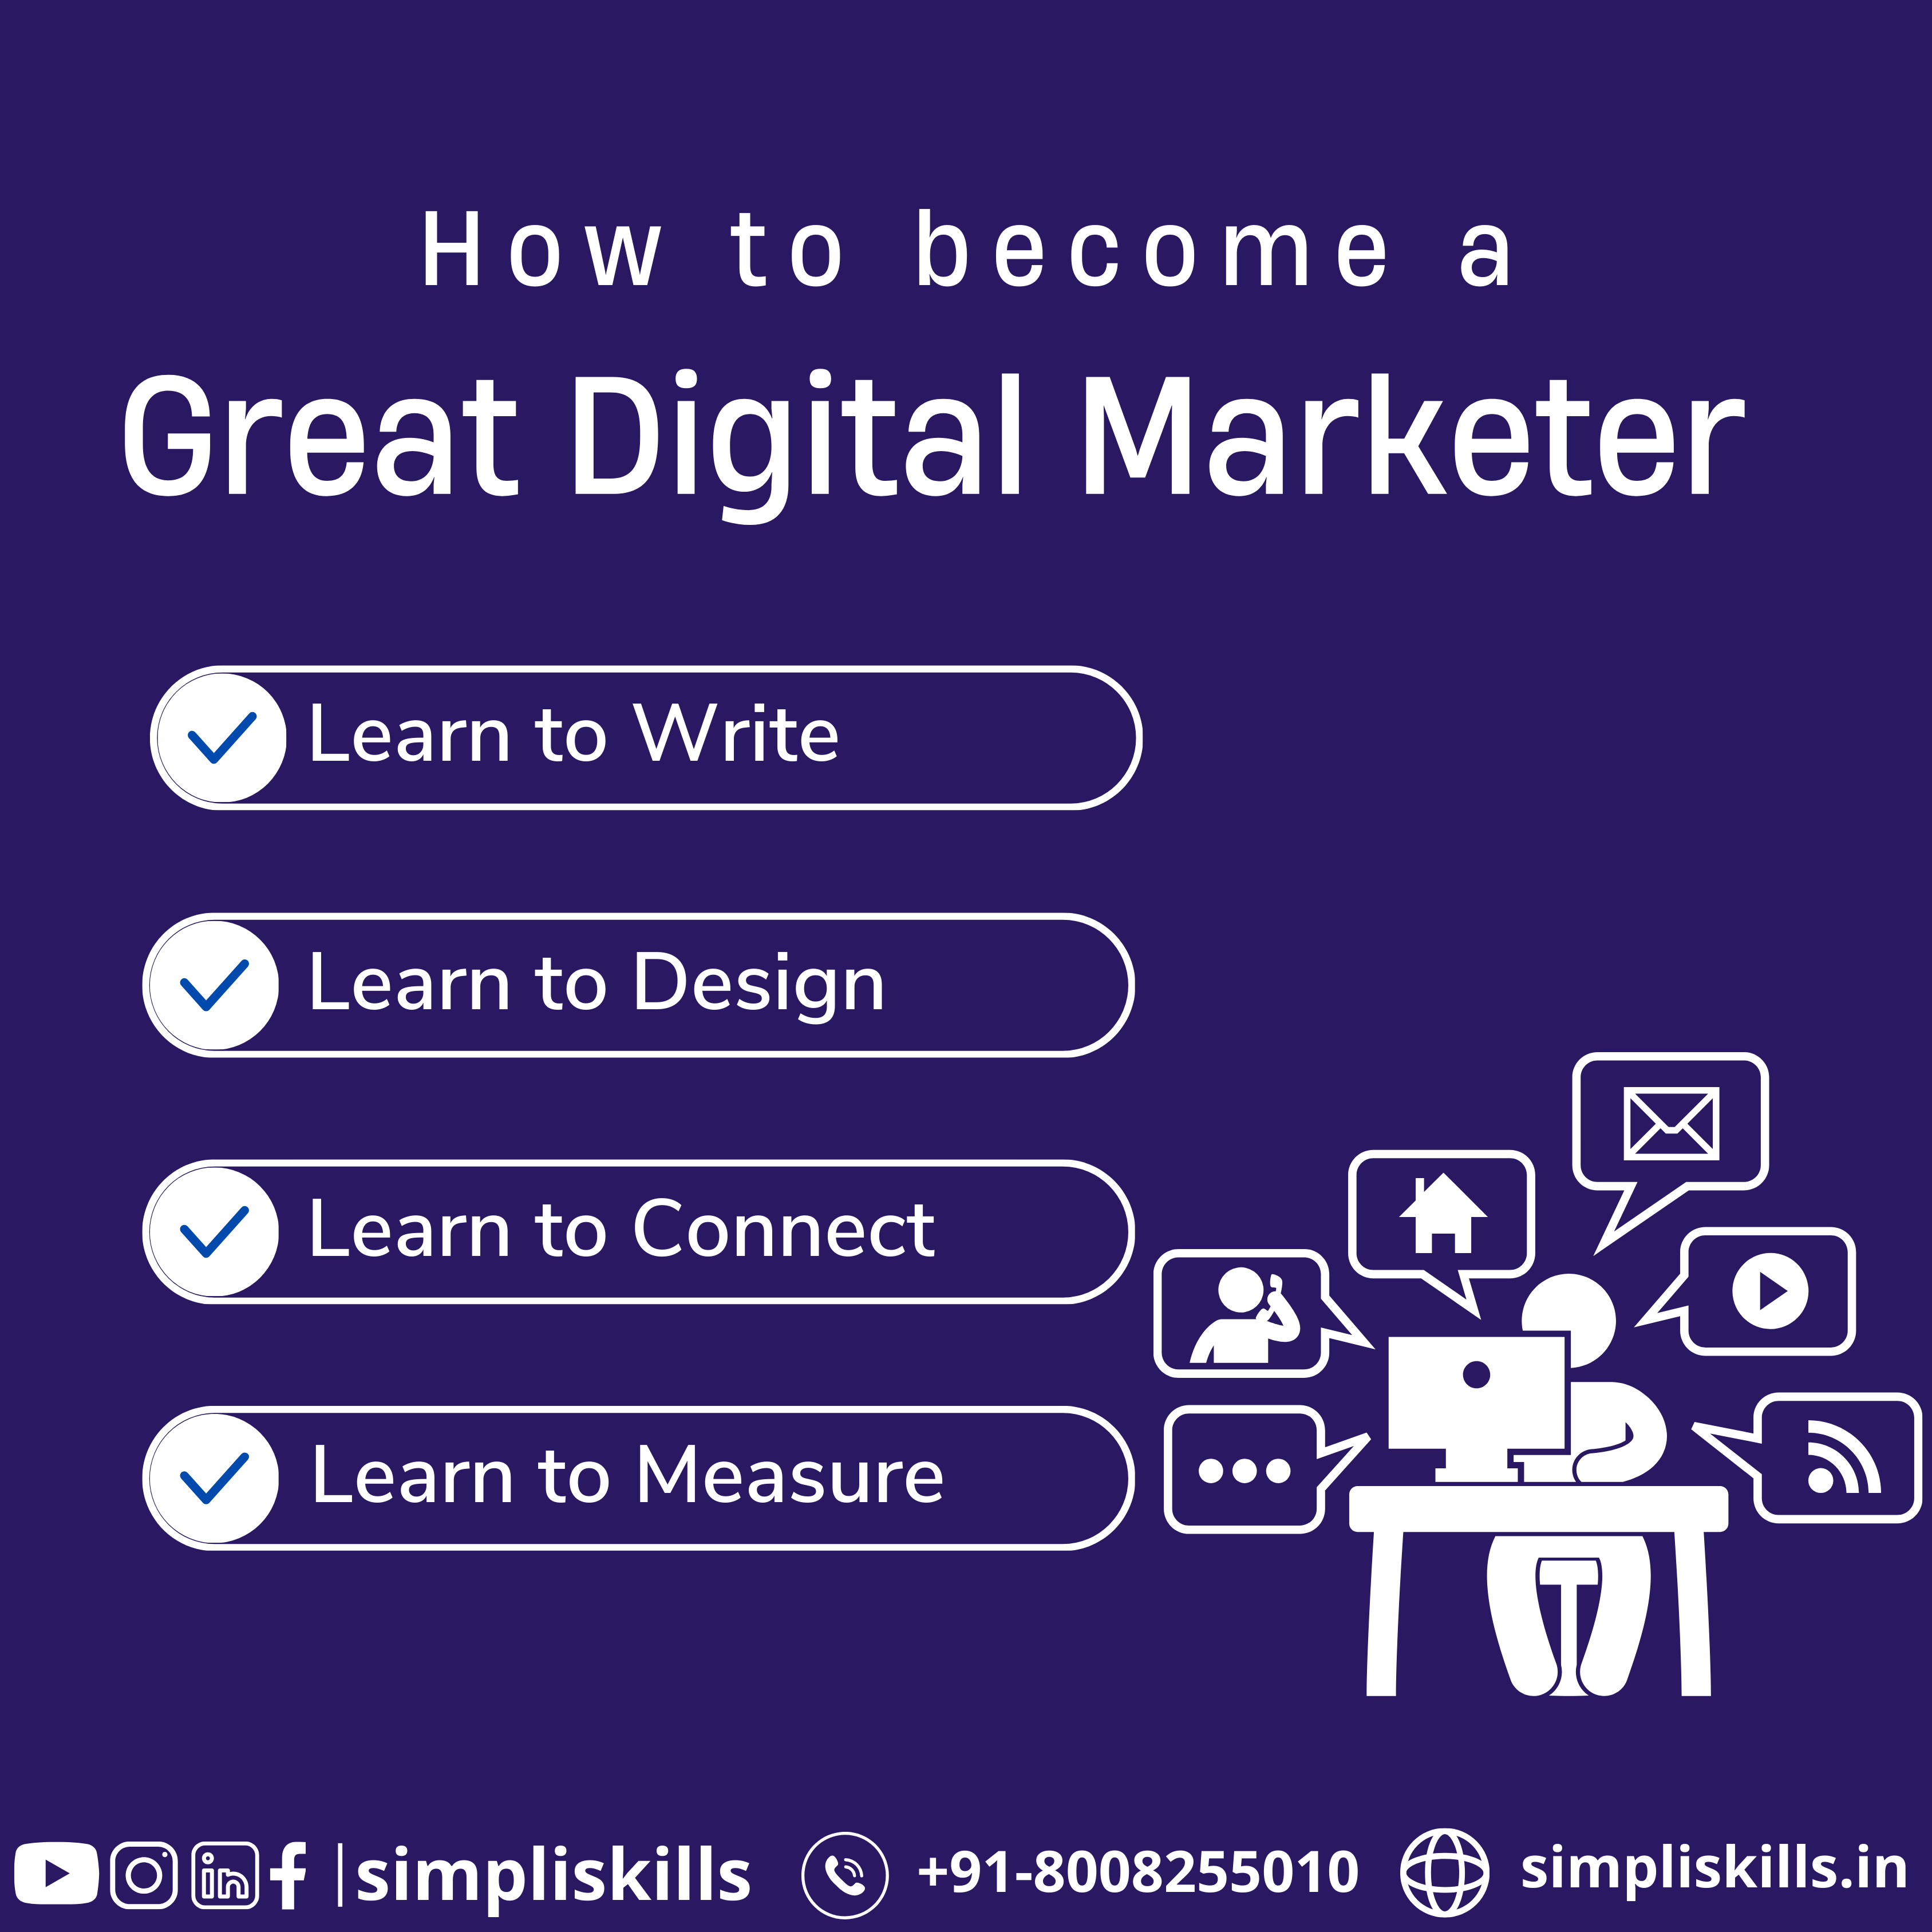 How to become a
Great Digital Marketer
Learn to Write
Learn to Design
Learn to Connect
Learn to Measure
in f |simpliskills +91-8008255010 simpliskills.in